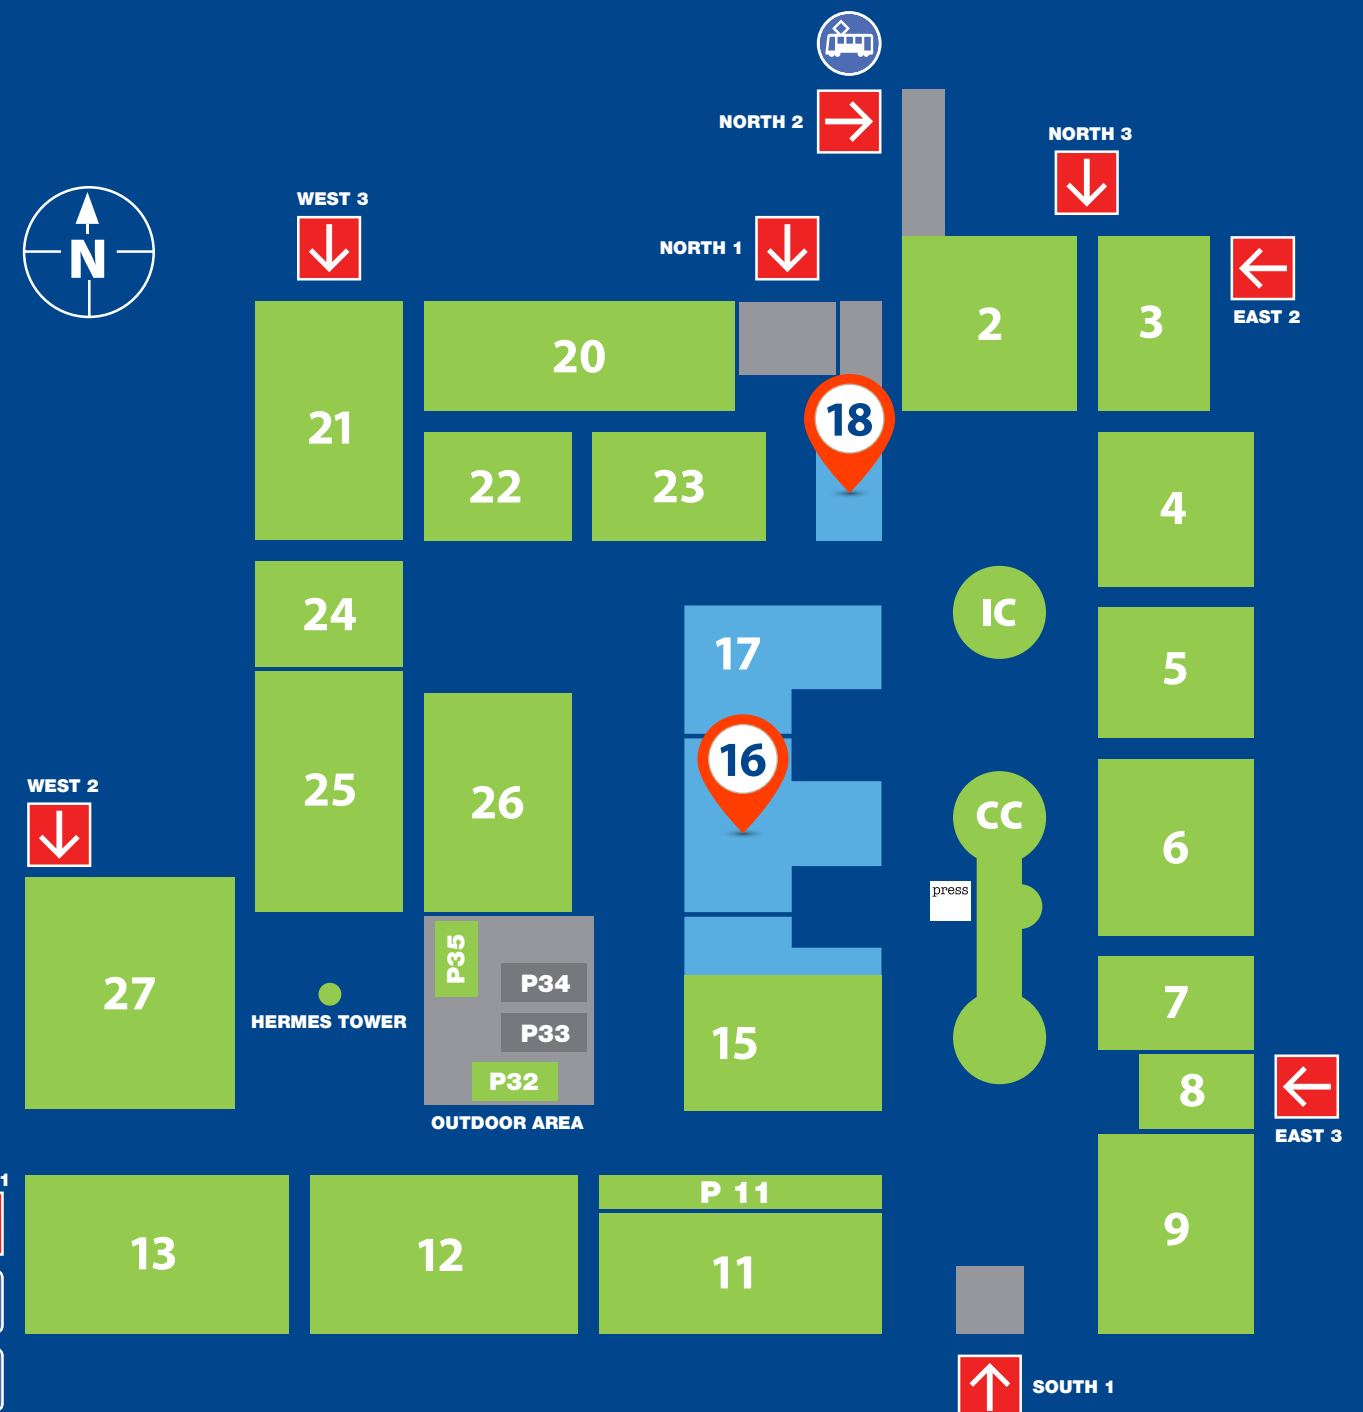 NORTH 2
NORTH 3
WEST 3
NORTH 1
N
EAST 2
2
3
20
18
21
22
23
4
24
IC
17
5
16
25
26
CC
6
WEST 2
press
P35
P34
27
HERMES TOWER
P33
P32
15
7
8
OUTDOOR AREA
EAST 3
1
P 11
13
12
11
9
SOUTH 1